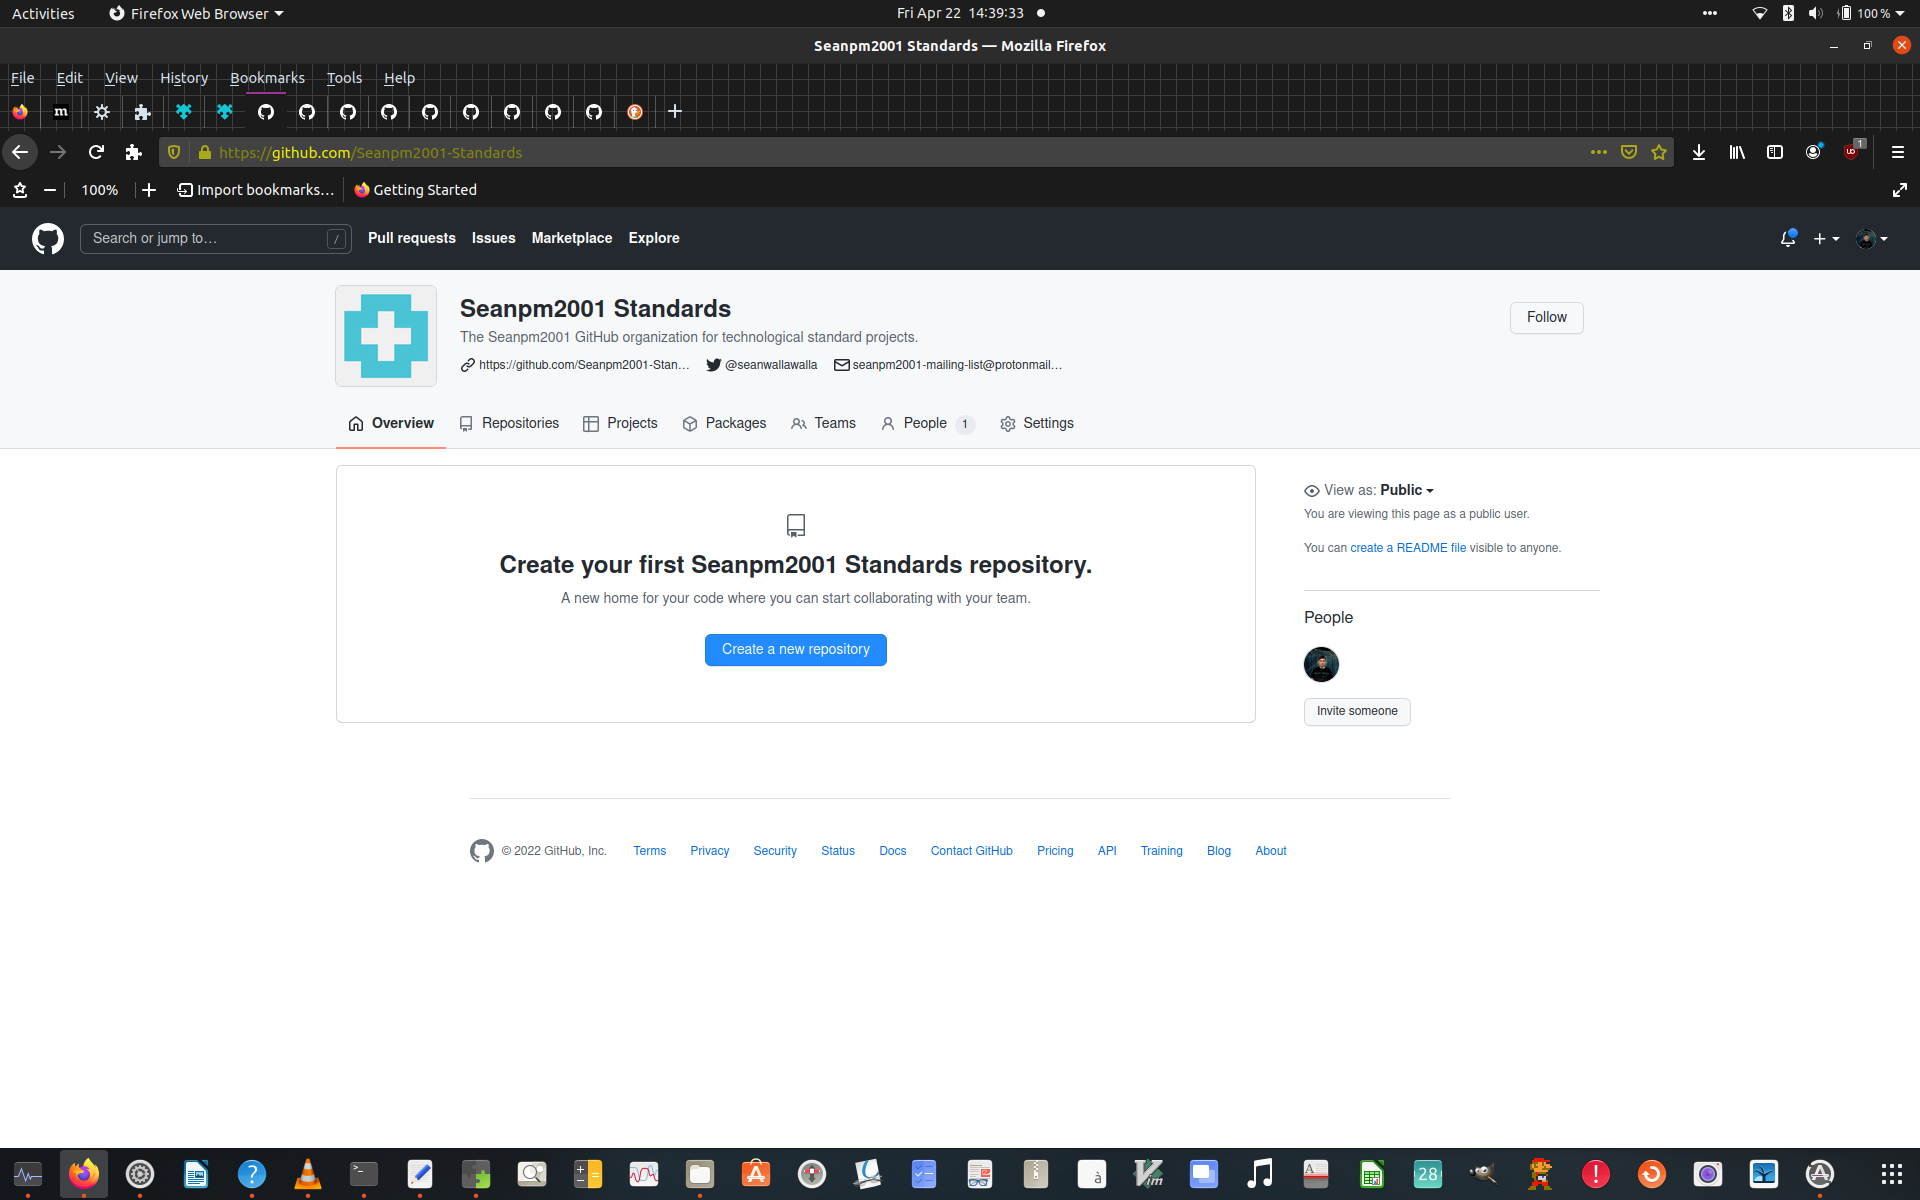 Activities Firefox Web Browser Fri Apr 22 14:39:33 100 %
Seanpm2001 Standards — Mozilla Firefox
File Edit View History Bookmarks Tools Help
m
https://github.com/Seanpm2001-Standards 1
100% Import bookmarks… Getting Started
Search or jump to… / Pull requests Issues Marketplace Explore
Seanpm2001 Standards
Follow
The Seanpm2001 GitHub organization for technological standard projects.
https://github.com/Seanpm2001-Stan… @seanwallawalla seanpm2001-mailing-list@protonmail…
Overview Repositories Projects Packages Teams People 1 Settings
View as: Public
You are viewing this page as a public user.
You can create a README file visible to anyone.
Create your first Seanpm2001 Standards repository.
A new home for your code where you can start collaborating with your team.
Create a new repository
People
Invite someone
© 2022 GitHub, Inc. Terms Privacy Security Status Docs Contact GitHub Pricing API Training Blog About
? >_ à Vim A 28 !